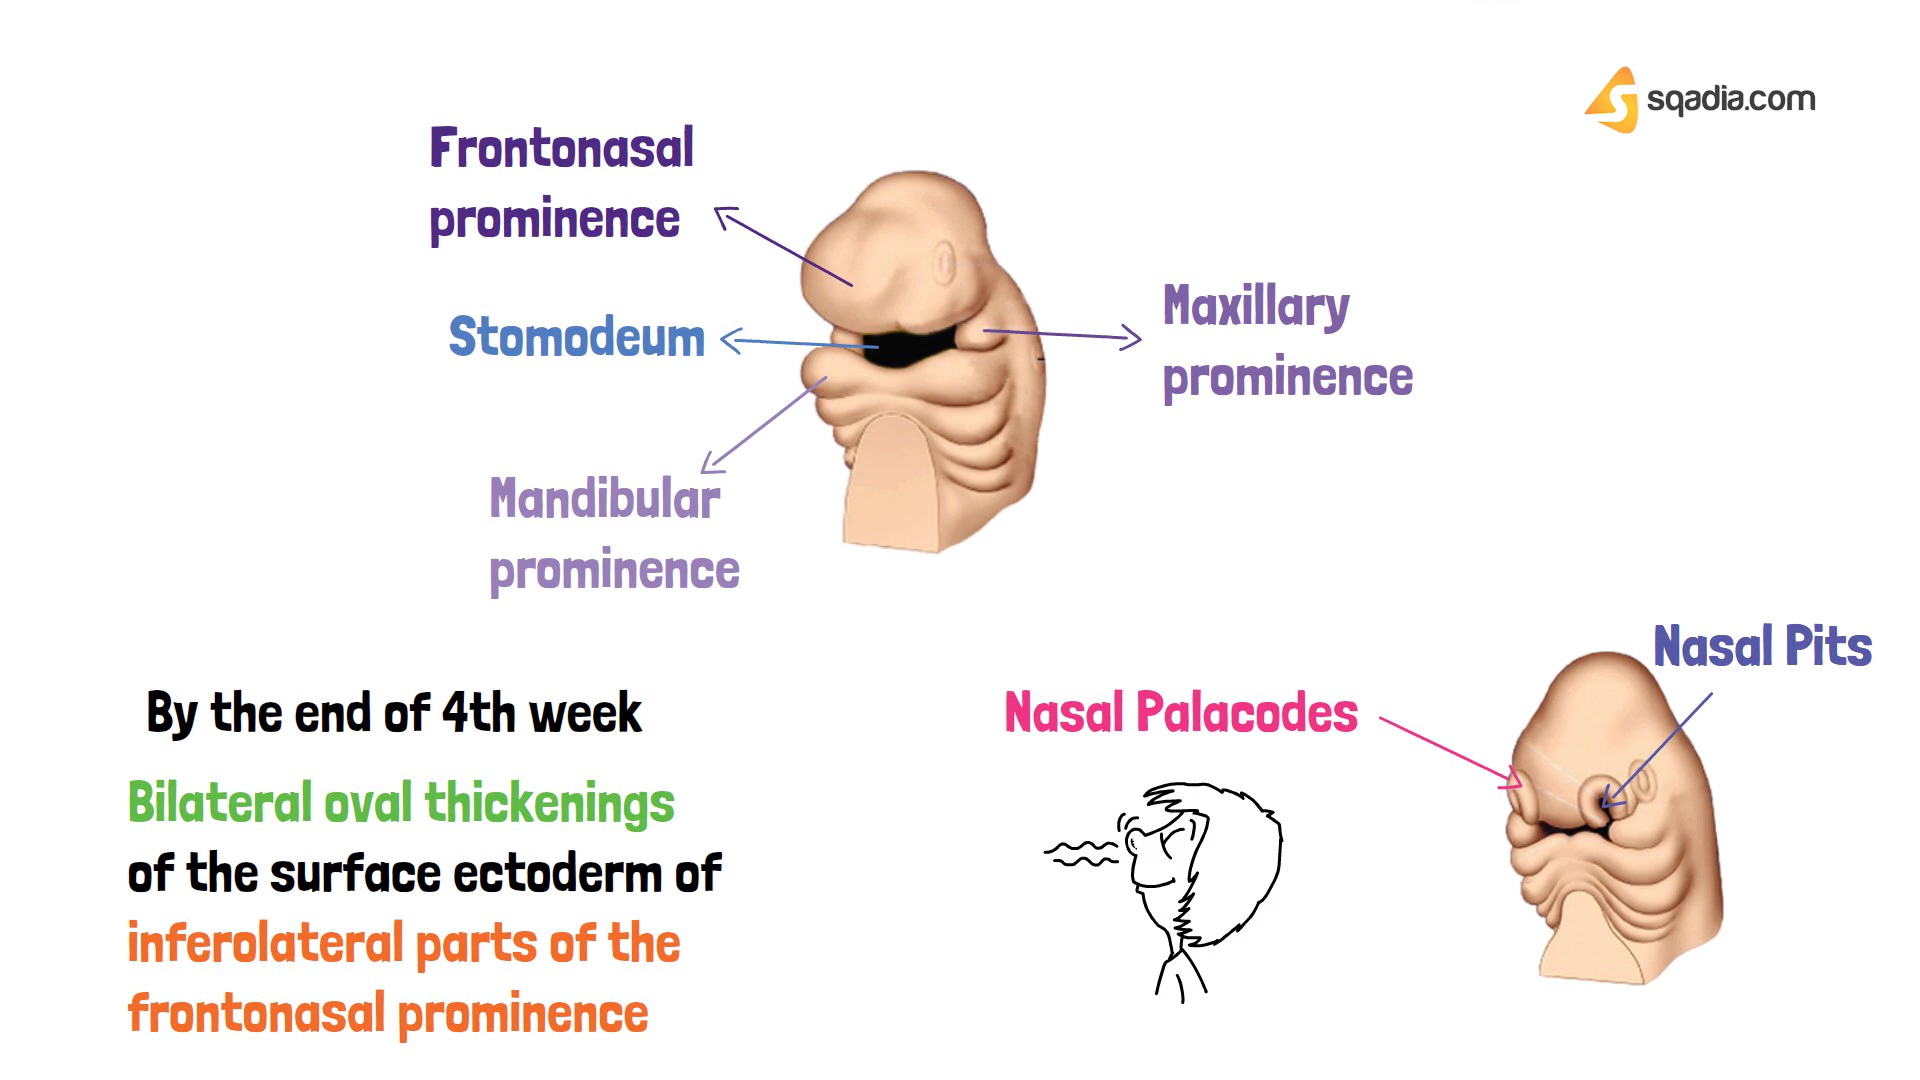 sqadia.com
Frontonasal
prominence
Stomodeum
Maxillary
prominence
Mandibular
prominence
Nasal Pits
Nasal Palacodes
By the end of 4th week
Bilateral oval thickenings
of the surface ectoderm of
inferolateral parts of the
frontonasal prominence